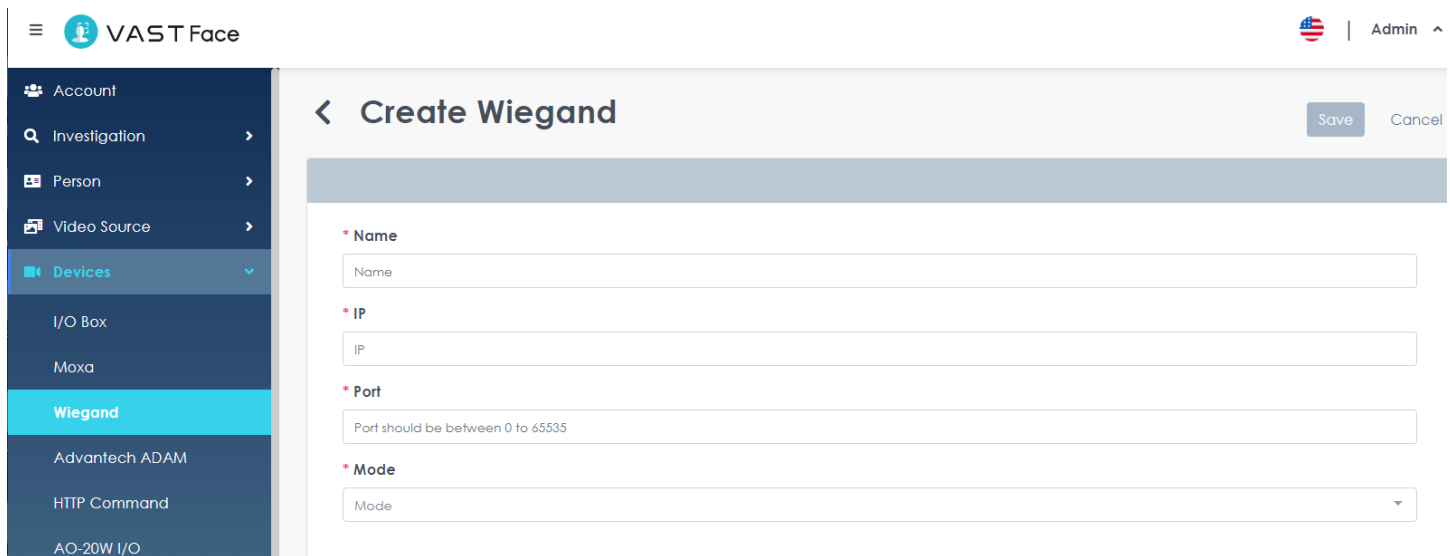 VAST Face
Admin
Account
Investigation
Person
Video Source
Devices
I/O Box
Moxa
Wiegand
Advantech ADAM
HTTP Command
AO-20W I/O
Create Wiegand
Save Cancel
* Name
Name
* IP
IP
* Port
Port should be between 0 to 65535
* Mode
Mode